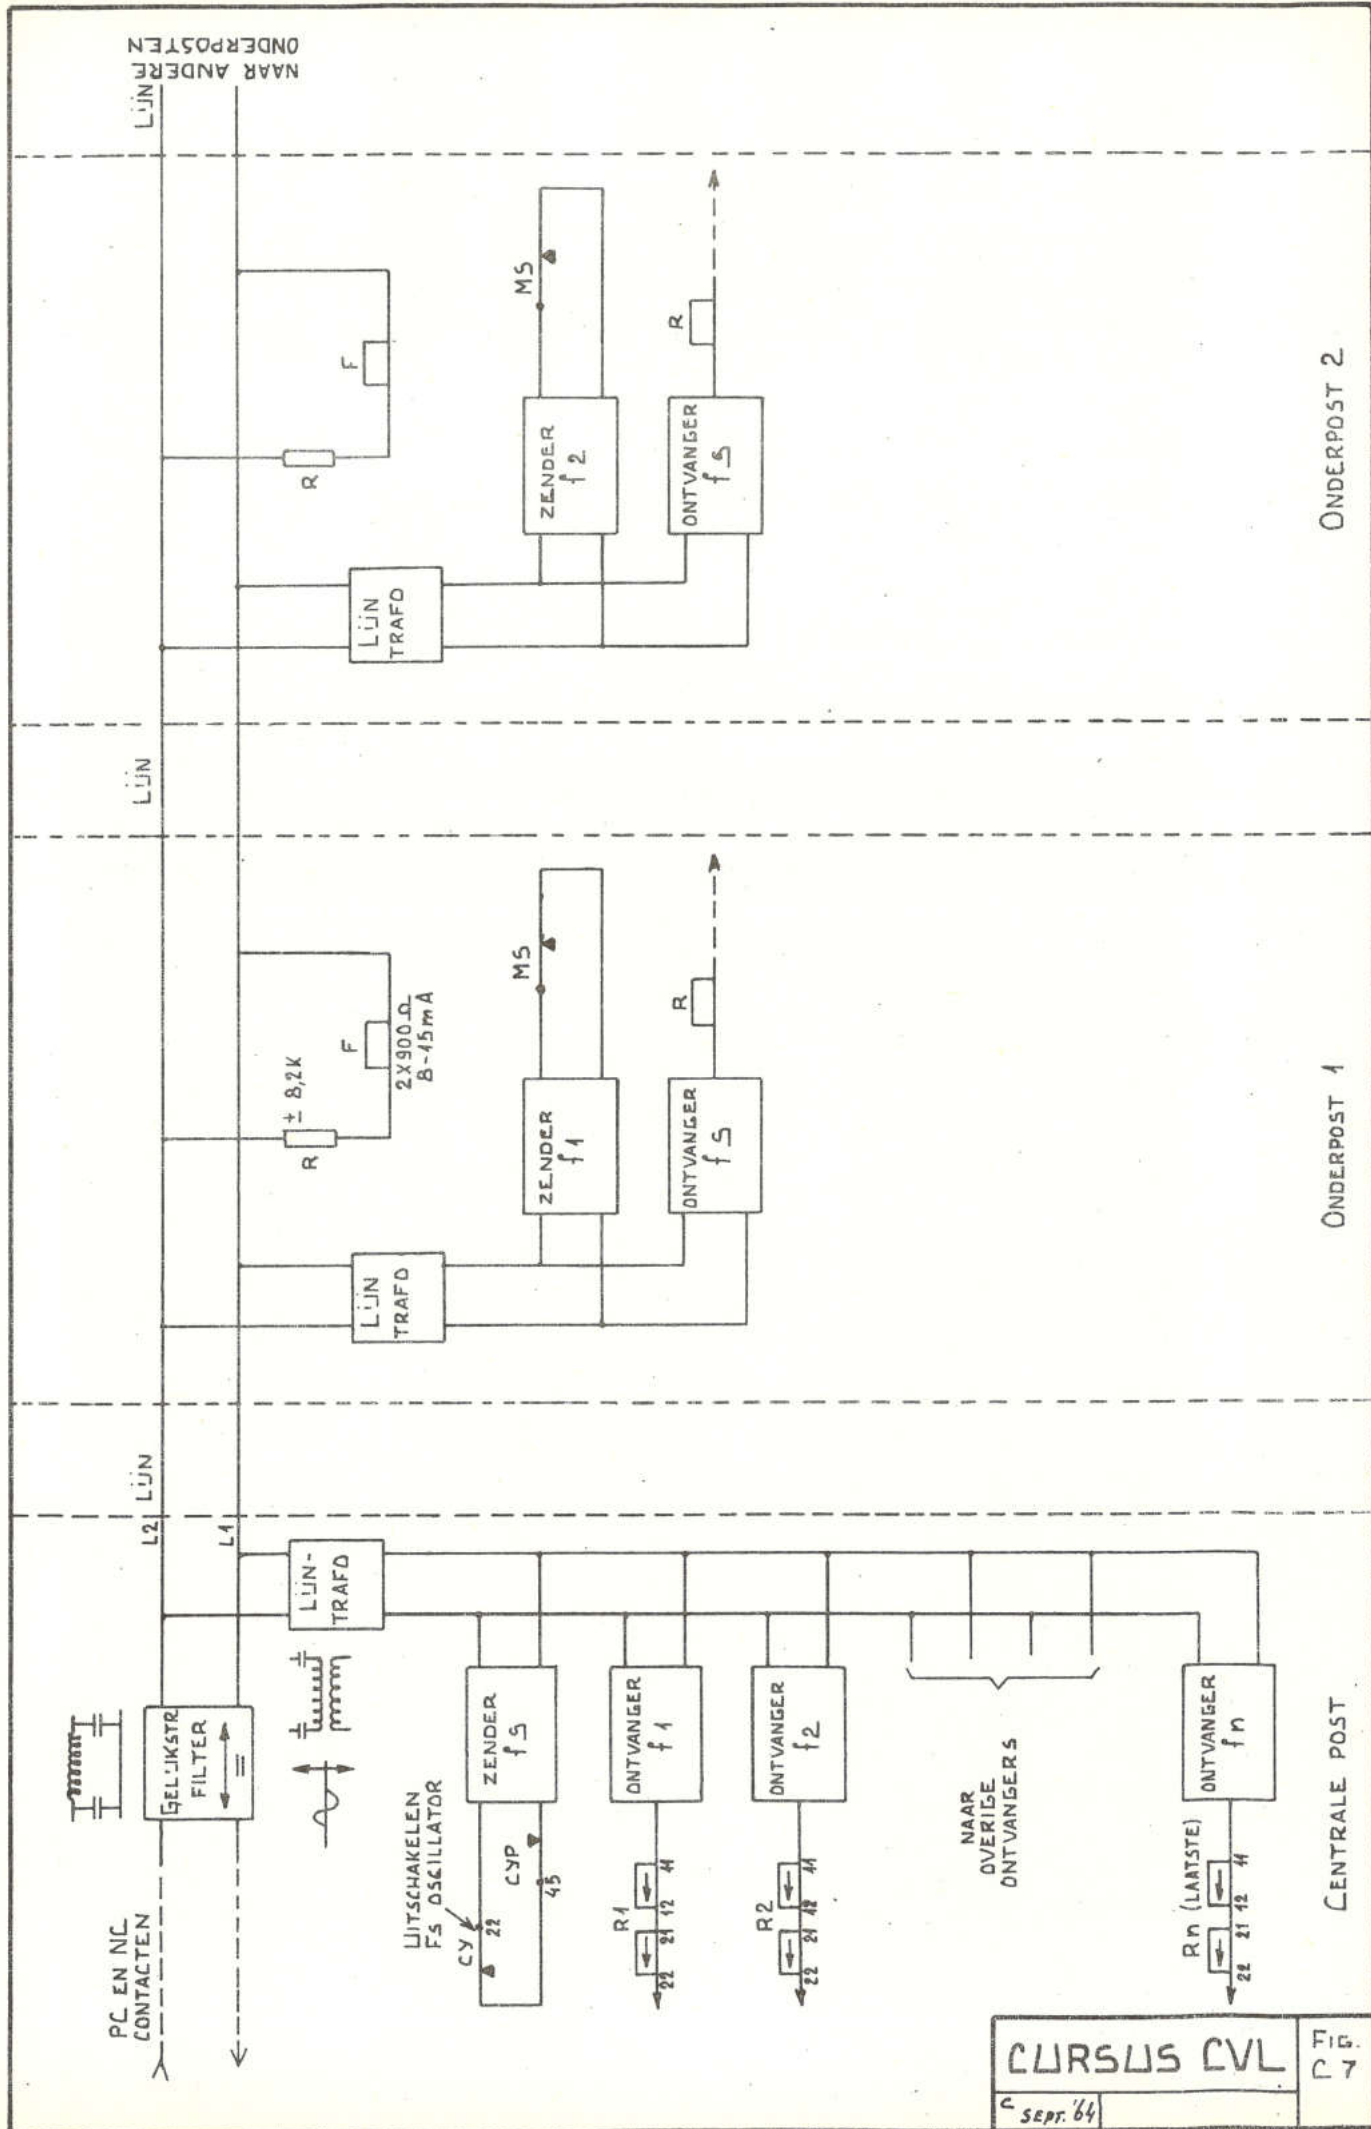 PC EN NC
CONTACTEN
GELIJKSTR
FILTER
L2
L1
LIJN
LIJN-
TRAFO
UITSCHAKELEN
Fs OSCILLATOR
CY
22
CYP
45
ZENDER
fs
R1
22
21
12
11
ONTVANGER
f1
R2
22
21
12
11
ONTVANGER
f2
NAAR
OVERIGE
ONTVANGERS
Rn (LAATSTE)
22
21
12
11
ONTVANGER
fn
CENTRALE POST
LIJN
TRAFO
R
± 8,2K
F
2X900Ω
8-15mA
ZENDER
f1
MS
ONTVANGER
fs
R
ONDERPOST 1
LIJN
LIJN
TRAFO
R
F
ZENDER
f2
MS
ONTVANGER
fs
R
ONDERPOST 2
LIJN
NAAR ANDERE
ONDERPOSTEN
CURSUS CVL
FIG.
C 7
C
SEPT. '64